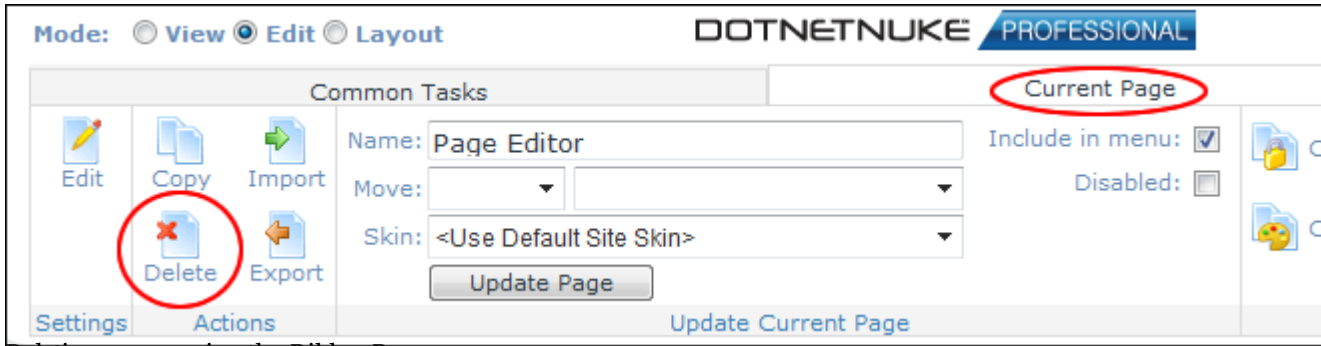 Mode: View Edit Layout DOTNETNUKE PROFESSIONAL
Common Tasks Current Page
Edit Copy Import
Delete Export
Name: Page Editor Include in menu:
Move: Disabled:
Skin: <Use Default Site Skin>
Update Page
Settings Actions Update Current Page